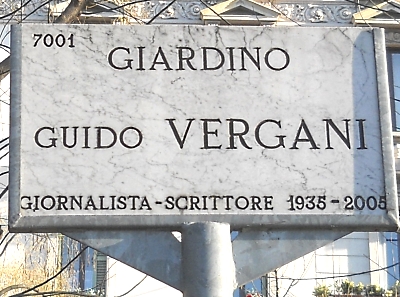 7001
GIARDINO
GUIDO VERGANI
GIORNALISTA-SCRITTORE 1935-2005